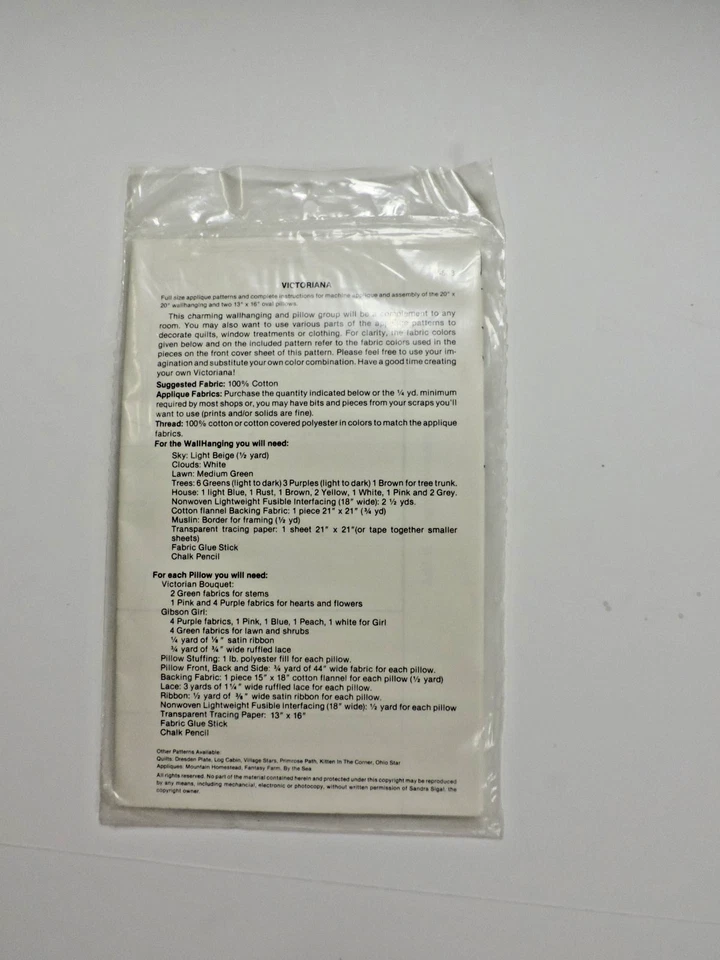 VICTORIANA
Full size applique patterns and complete instructions for machine applique and assembly of the 20" x
20" wallhanging and two 13" x 16" oval pillows.
This charming wallhanging and pillow group will be a complement to any
room. You may also want to use various parts of the applique patterns to
decorate quilts, window treatments or clothing. For clarity, the fabric colors
given below and on the included pattern refer to the fabric colors used in the
pieces on the front cover sheet of this pattern. Please feel free to use your im-
agination and substitute your own color combination. Have a good time creating
your own Victoriana!
Suggested Fabric: 100% Cotton
Applique Fabrics: Purchase the quantity indicated below or the ¼ yd. minimum
required by most shops or, you may have bits and pieces from your scraps you'll
want to use (prints and/or solids are fine).
Thread: 100% cotton or cotton covered polyester in colors to match the applique
fabrics.
For the WallHanging you will need:
Sky: Light Beige (½ yard)
Clouds: White
Lawn: Medium Green
Trees: 6 Greens (light to dark) 3 Purples (light to dark) 1 Brown for tree trunk.
House: 1 light Blue, 1 Rust, 1 Brown, 2 Yellow, 1 White, 1 Pink and 2 Grey.
Nonwoven Lightweight Fusible Interfacing (18" wide): 2 ½ yds.
Cotton flannel Backing Fabric: 1 piece 21" x 21" (¾ yd)
Muslin: Border for framing (½ yd)
Transparent tracing paper: 1 sheet 21" x 21"(or tape together smaller
sheets)
Fabric Glue Stick
Chalk Pencil
For each Pillow you will need:
Victorian Bouquet:
2 Green fabrics for stems
1 Pink and 4 Purple fabrics for hearts and flowers
Gibson Girl:
4 Purple fabrics, 1 Pink, 1 Blue, 1 Peach, 1 white for Girl
4 Green fabrics for lawn and shrubs
¼ yard of ⅛" satin ribbon
¾ yard of ¾" wide ruffled lace
Pillow Stuffing: 1 lb. polyester fill for each pillow.
Pillow Front, Back and Side: ¾ yard of 44" wide fabric for each pillow.
Backing Fabric: 1 piece 15" x 18" cotton flannel for each pillow (½ yard)
Lace: 3 yards of 1¼" wide ruffled lace for each pillow.
Ribbon: ½ yard of ⅜" wide satin ribbon for each pillow.
Nonwoven Lightweight Fusible Interfacing (18" wide): ½ yard for each pillow
Transparent Tracing Paper: 13" x 16"
Fabric Glue Stick
Chalk Pencil
Other Patterns Available:
Quilts: Dresden Plate, Log Cabin, Village Stars, Primrose Path, Kitten In The Corner, Ohio Star
Appliques: Mountain Homestead, Fantasy Farm, By the Sea
All rights reserved. No part of the material contained herein and protected under this copyright may be reproduced
by any means, including mechancial, electronic or photocopy, without written permission of Sandra Sigal, the
copyright owner.